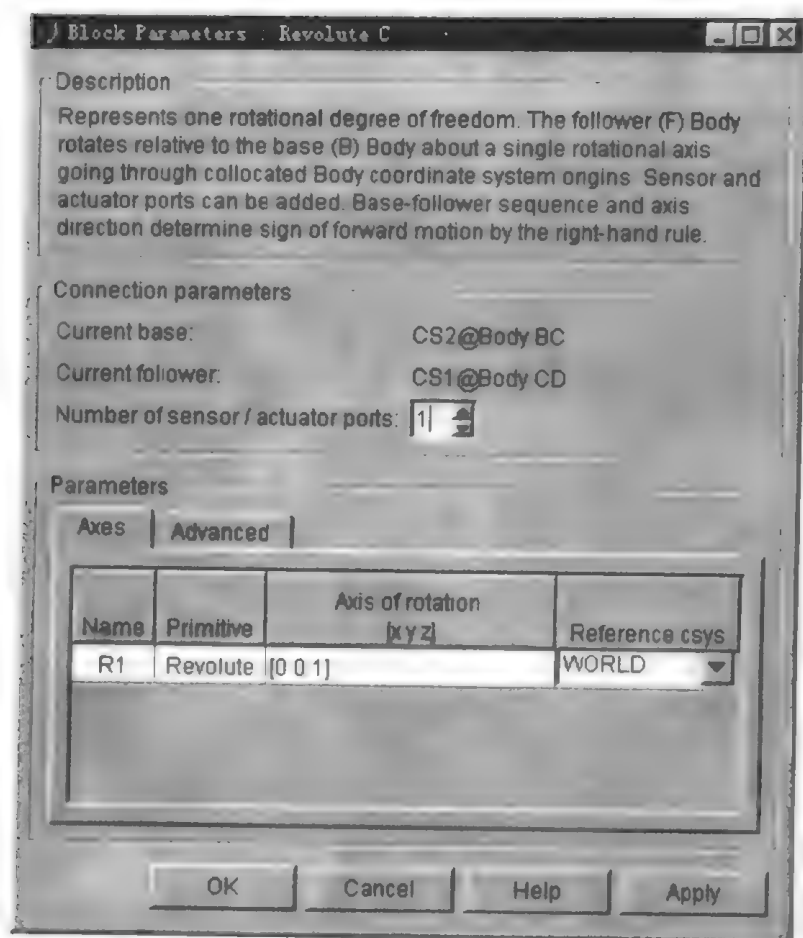 Block Parameters : Revolute C
Description
Represents one rotational degree of freedom. The follower (F) Body
rotates relative to the base (B) Body about a single rotational axis
going through collocated Body coordinate system origins Sensor and
actuator ports can be added. Base-follower sequence and axis
direction determine sign of forward motion by the right-hand rule.
Connection parameters
Current base: CS2@Body BC
Current follower: CS1@Body CD
Number of sensor / actuator ports: 1
Parameters
Axes Advanced
Axis of rotation
Name Primitive [x y z] Reference csys
R1 Revolute [0 0 1] WORLD
OK Cancel Help Apply